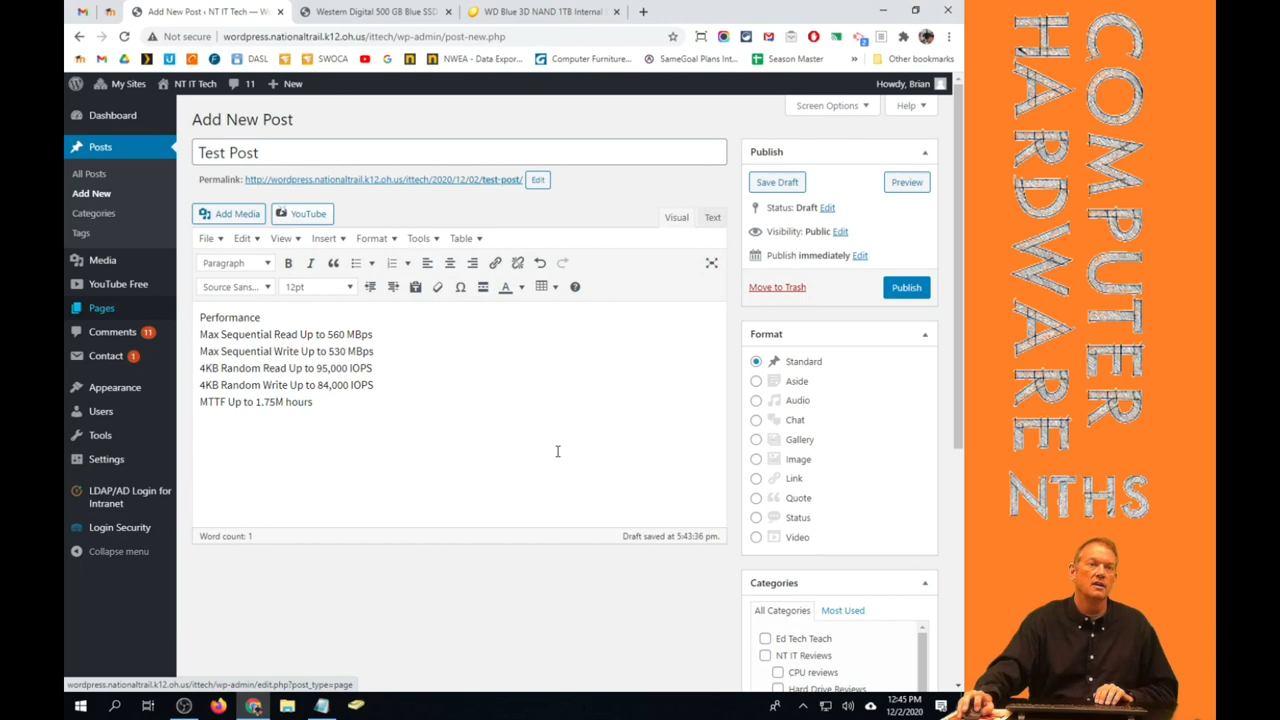 Add New Post ‹ NT IT Tech — Wo
Western Digital 500 GB Blue SSD
WD Blue 3D NAND 1TB Internal
Not secure
wordpress.nationaltrail.k12.oh.us/ittech/wp-admin/post-new.php
DASL
SWOCA
NWEA - Data Expor...
Computer Furniture...
SameGoal Plans Int...
Season Master
Other bookmarks
My Sites
NT IT Tech
11
New
Howdy, Brian
Dashboard
Posts
All Posts
Add New
Categories
Tags
Media
YouTube Free
Pages
Comments 11
Contact 1
Appearance
Users
Tools
Settings
LDAP/AD Login for
Intranet
Login Security
Collapse menu
Screen Options
Help
Add New Post
Test Post
Permalink: http://wordpress.nationaltrail.k12.oh.us/ittech/2020/12/02/test-post/ Edit
Add Media
YouTube
Visual
Text
File Edit View Insert Format Tools Table
Paragraph
Source Sans...
12pt
Performance
Max Sequential Read Up to 560 MBps
Max Sequential Write Up to 530 MBps
4KB Random Read Up to 95,000 IOPS
4KB Random Write Up to 84,000 IOPS
MTTF Up to 1.75M hours
Word count: 1
Draft saved at 5:43:36 pm.
Publish
Save Draft
Preview
Status: Draft Edit
Visibility: Public Edit
Publish immediately Edit
Move to Trash
Publish
Format
Standard
Aside
Audio
Chat
Gallery
Image
Link
Quote
Status
Video
Categories
All Categories
Most Used
Ed Tech Teach
NT IT Reviews
CPU reviews
Hard Drive Reviews
wordpress.nationaltrail.k12.oh.us/ittech/wp-admin/edit.php?post_type=page
12:45 PM
12/2/2020
COMPUTER
HARDWARE
NTHS